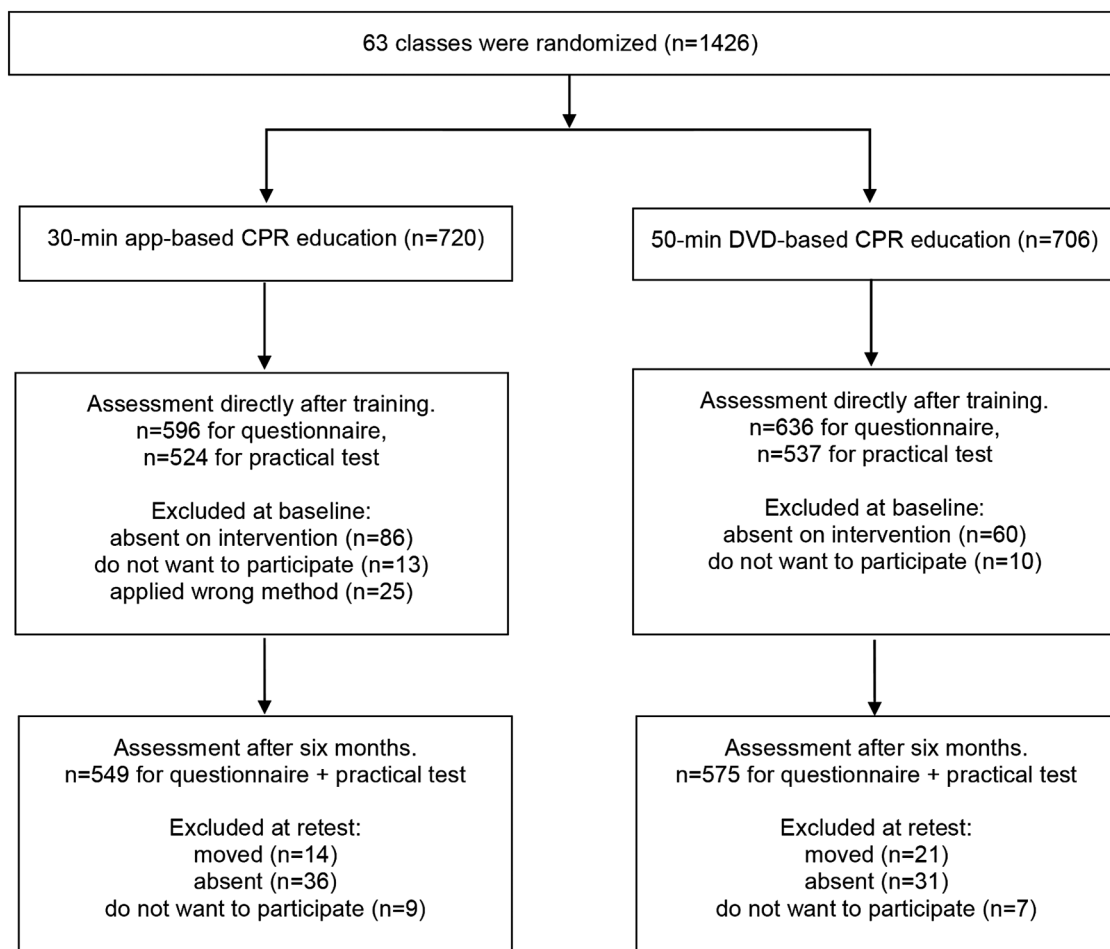 63 classes were randomized (n=1426)
30-min app-based CPR education (n=720)
50-min DVD-based CPR education (n=706)
Assessment directly after training.
n=596 for questionnaire,
n=524 for practical test
Excluded at baseline:
absent on intervention (n=86)
do not want to participate (n=13)
applied wrong method (n=25)
Assessment directly after training.
n=636 for questionnaire,
n=537 for practical test
Excluded at baseline:
absent on intervention (n=60)
do not want to participate (n=10)
Assessment after six months.
n=549 for questionnaire + practical test
Excluded at retest:
moved (n=14)
absent (n=36)
do not want to participate (n=9)
Assessment after six months.
n=575 for questionnaire + practical test
Excluded at retest:
moved (n=21)
absent (n=31)
do not want to participate (n=7)